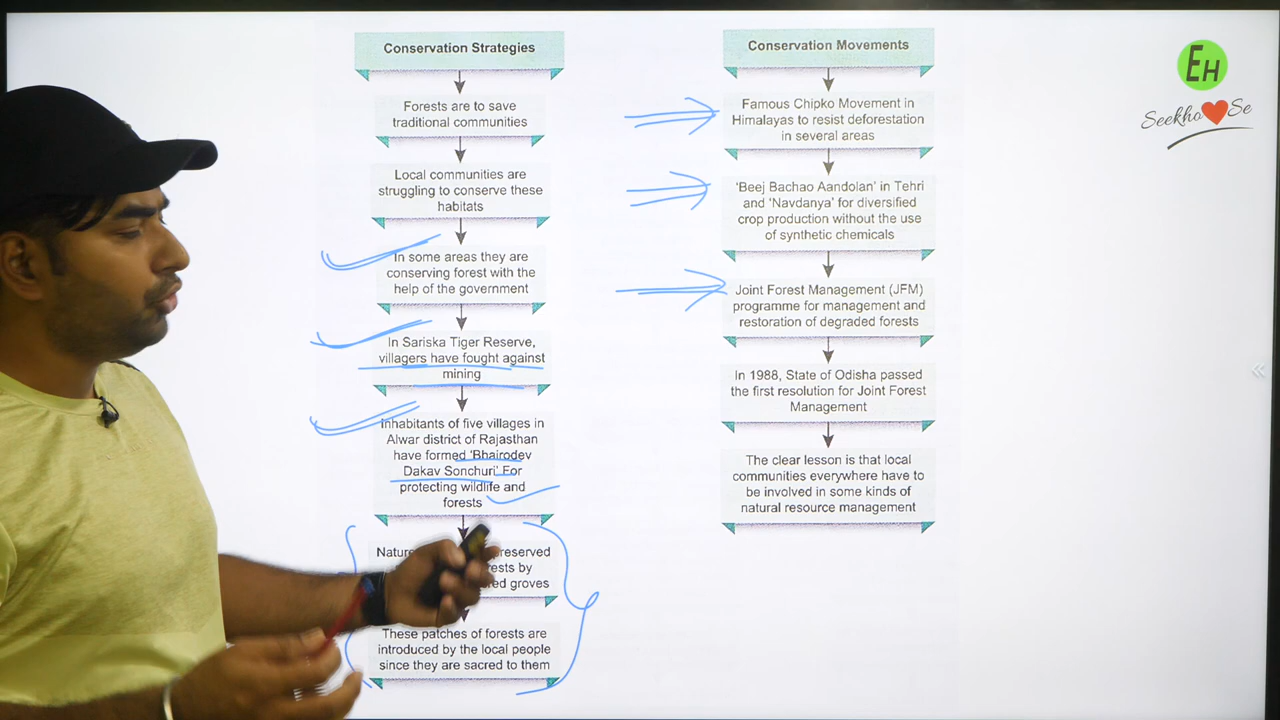 Conservation Strategies
Forests are to save
traditional communities
Local communities are
struggling to conserve these
habitats
In some areas they are
conserving forest with the
help of the government
In Sariska Tiger Reserve,
villagers have fought against
mining
Inhabitants of five villages in
Alwar district of Rajasthan
have formed ‘Bhairodev
Dakav Sonchuri’ For
protecting wildlife and
forests
Nature preserved
by
groves
These patches of forests are
introduced by the local people
since they are sacred to them
Conservation Movements
Famous Chipko Movement in
Himalayas to resist deforestation
in several areas
‘Beej Bachao Aandolan’ in Tehri
and ‘Navdanya’ for diversified
crop production without the use
of synthetic chemicals
Joint Forest Management (JFM)
programme for management and
restoration of degraded forests
In 1988, State of Odisha passed
the first resolution for Joint Forest
Management
The clear lesson is that local
communities everywhere have to
be involved in some kinds of
natural resource management
EH
Seekho Se